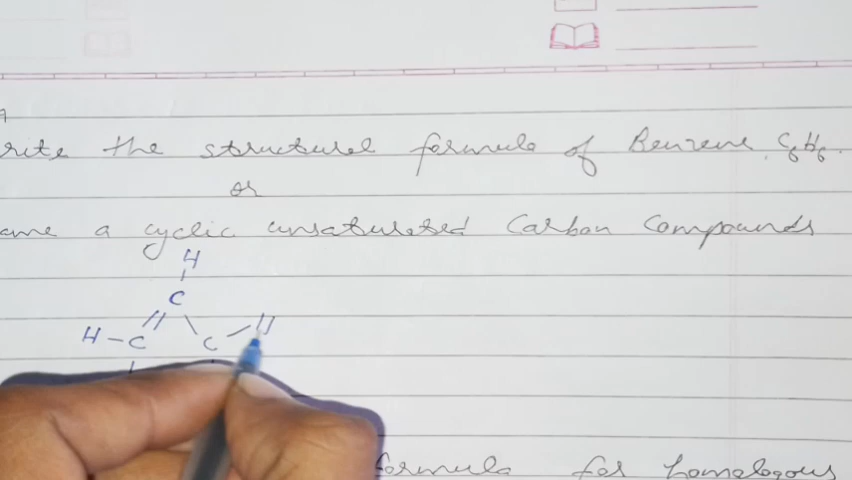 rite the structural formula of Benzene, C6H6.
or
ame a cyclic unsaturated Carbon Compounds
H
C
H - C C H
formula for homologous